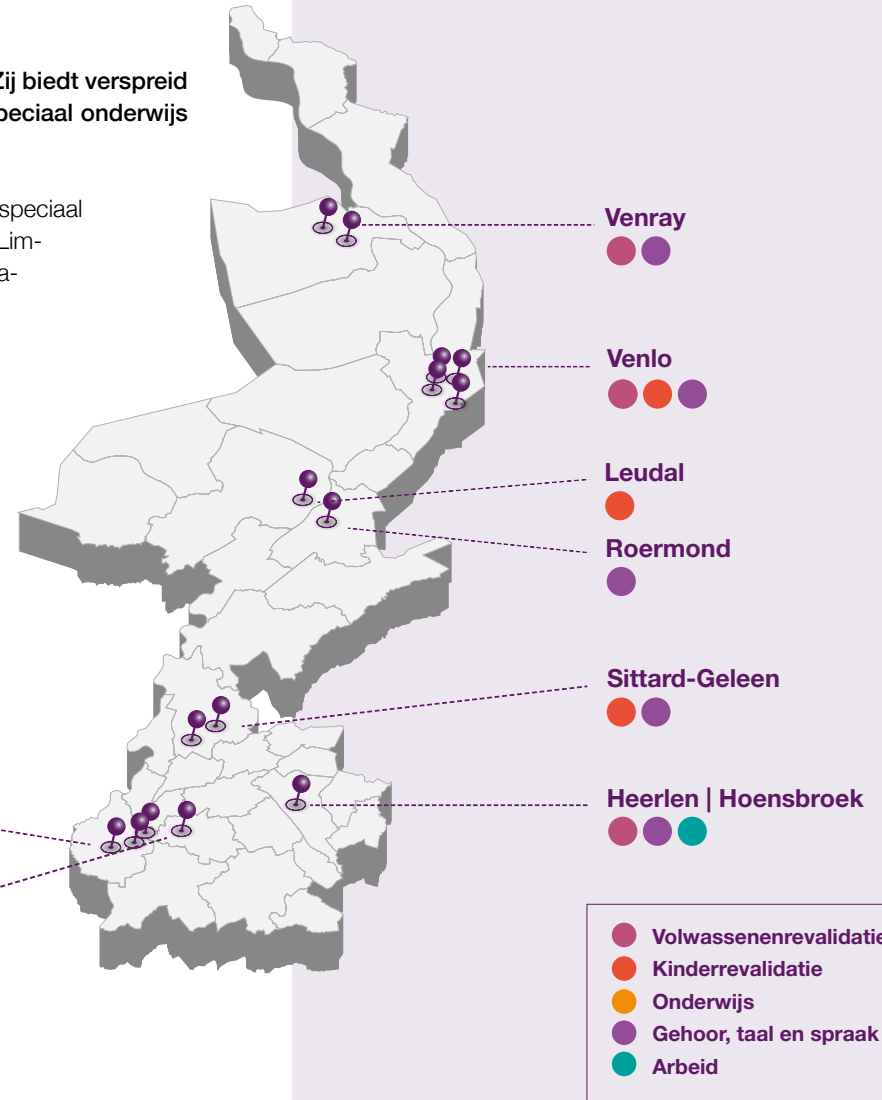 Zij biedt verspreid
speciaal onderwijs
speciaal
Lim-
a-
Venray
Venlo
Leudal
Roermond
Sittard-Geleen
Heerlen | Hoensbroek
Volwassenenrevalidatie
Kinderrevalidatie
Onderwijs
Gehoor, taal en spraak
Arbeid